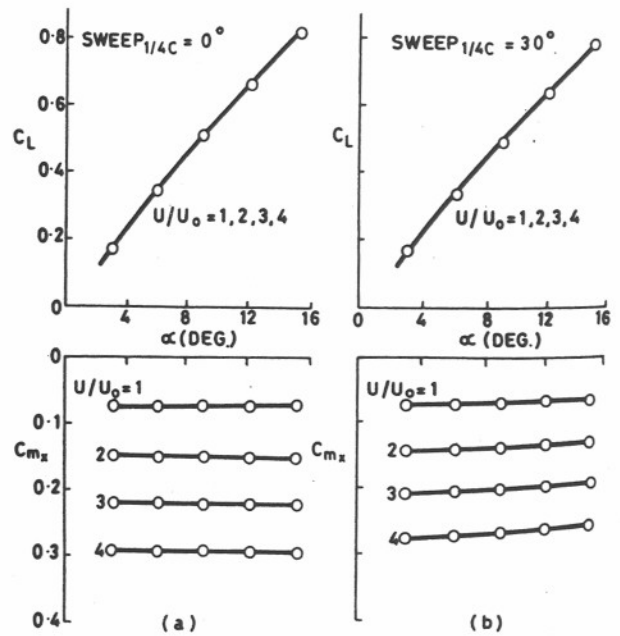 SWEEP1/4C = 0°
0·8
0·6
CL
0·4
U/U₀=1,2,3,4
0·2
0
4 8 12 16
∝(DEG.)
SWEEP1/4C = 30°
CL
U/U₀=1,2,3,4
0 4 8 12 16
∝(DEG.)
·0
U/U₀=1
0·1
Cmx
2
0·2
3
0·3
4
0·4
(a)
U/U₀=1
Cmx
2
3
4
(b)